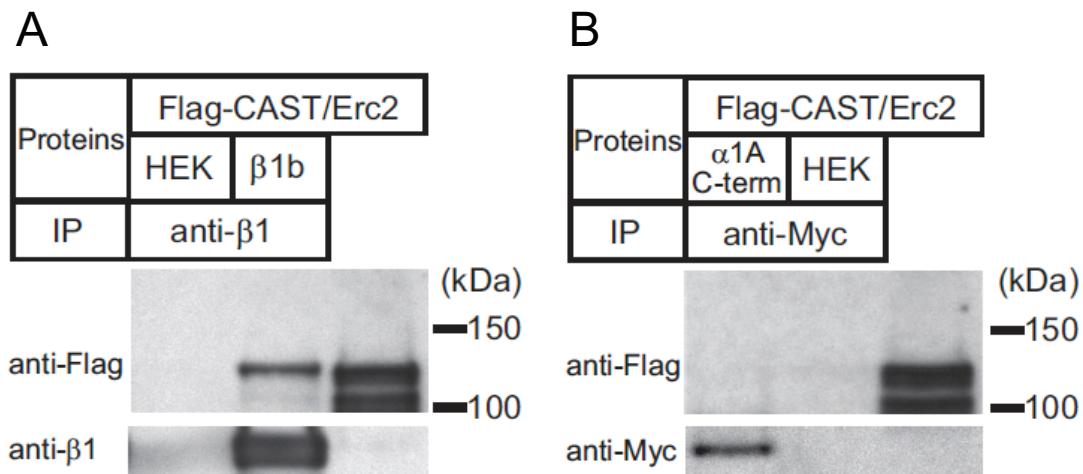 A
Flag-CAST/Erc2
Proteins
HEK
β1b
IP
anti-β1
(kDa)
150
anti-Flag
100
anti-β1
B
Flag-CAST/Erc2
Proteins
α1A
C-term
HEK
IP
anti-Myc
(kDa)
150
anti-Flag
100
anti-Myc